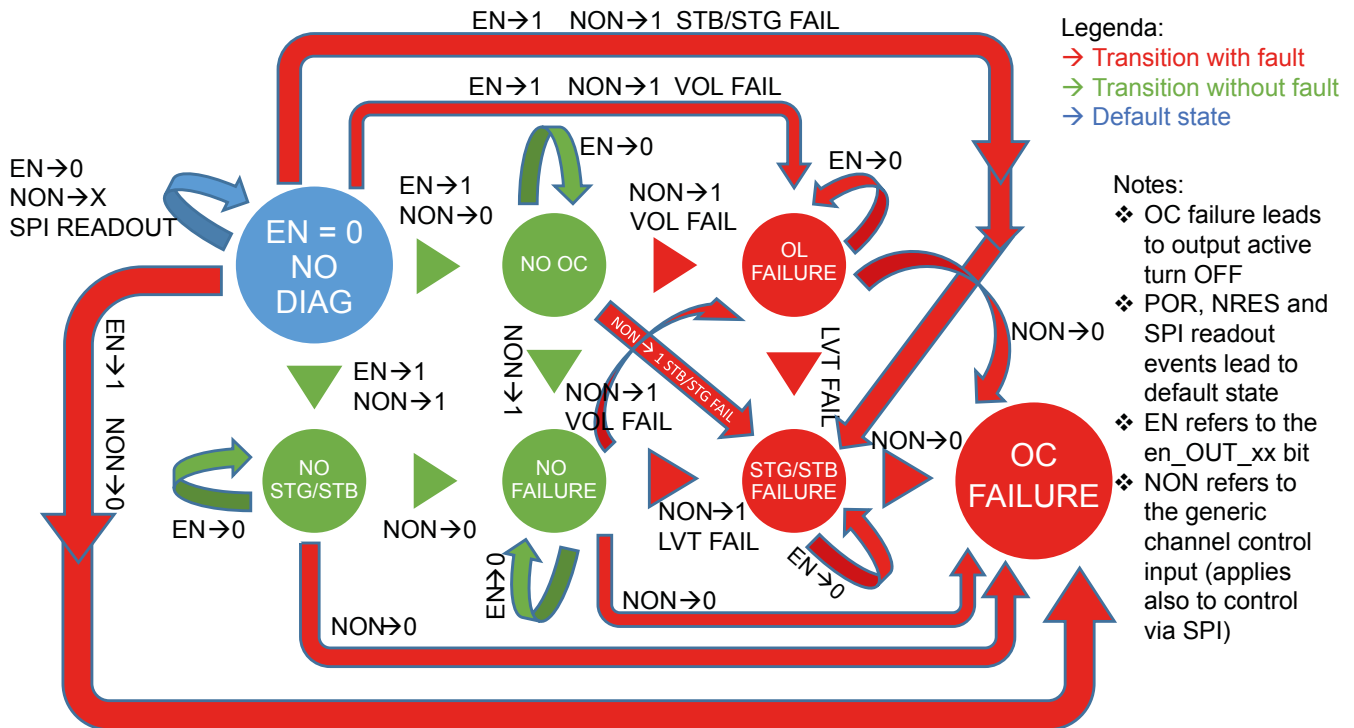 EN→1 NON→1 STB/STG FAIL
EN→1 NON→1 VOL FAIL
Legenda:
→ Transition with fault
→ Transition without fault
→ Default state
EN→0
NON→X
SPI READOUT
EN→1
NON→0
EN→0
NON→1
VOL FAIL
EN→0
EN = 0
NO
DIAG
NO OC
OL
FAILURE
NON→0
Notes:
❖ OC failure leads
to output active
turn OFF
❖ POR, NRES and
SPI readout
events lead to
default state
❖ EN refers to the
en_OUT_xx bit
❖ NON refers to
the generic
channel control
input (applies
also to control
via SPI)
EN→1 NON→0
EN→1
NON→1
NON→1
NON → 1 STB/STG FAIL
NON→1
VOL FAIL
LVT FAIL
NO
STG/STB
NO
FAILURE
STG/STB
FAILURE
NON→0
OC
FAILURE
EN→0
NON→0
NON→1
LVT FAIL
EN→0
EN→0
NON→0
NON→0